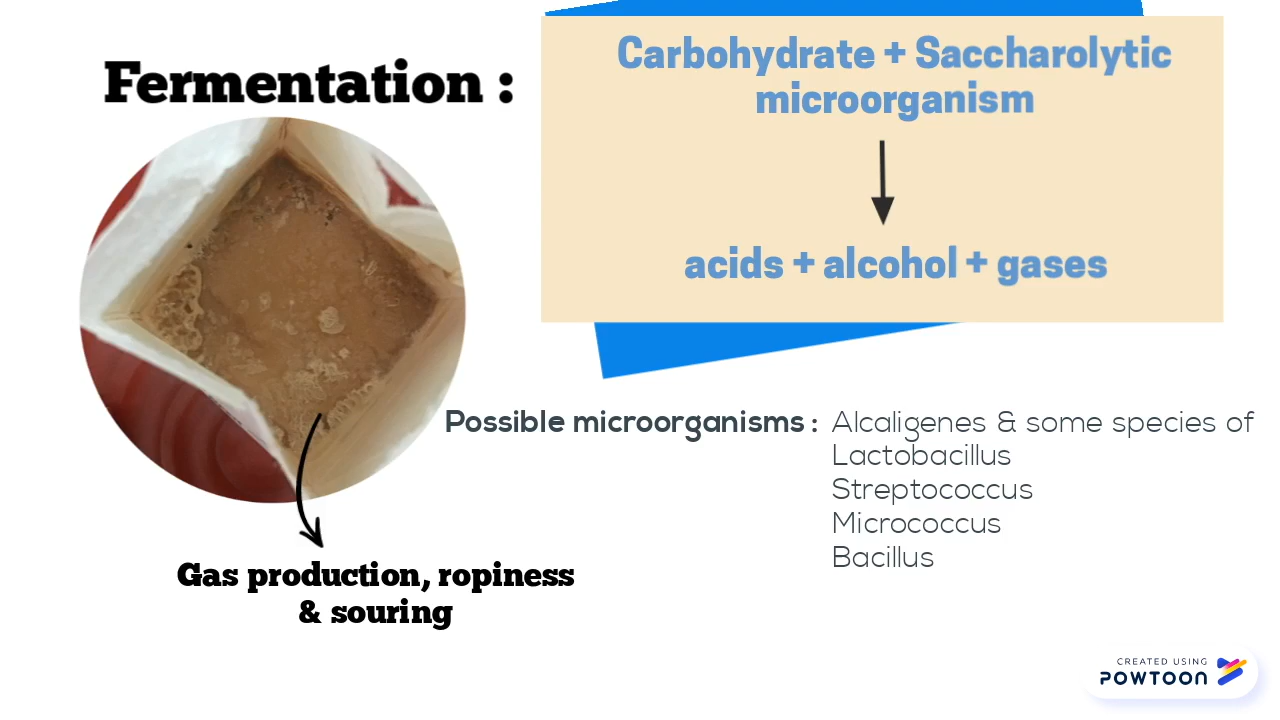 Fermentation :
Carbohydrate + Saccharolytic
microorganism
acids + alcohol + gases
Possible microorganisms : Alcaligenes & some species of
Lactobacillus
Streptococcus
Micrococcus
Bacillus
Gas production, ropiness
& souring
CREATED USING
POWTOON